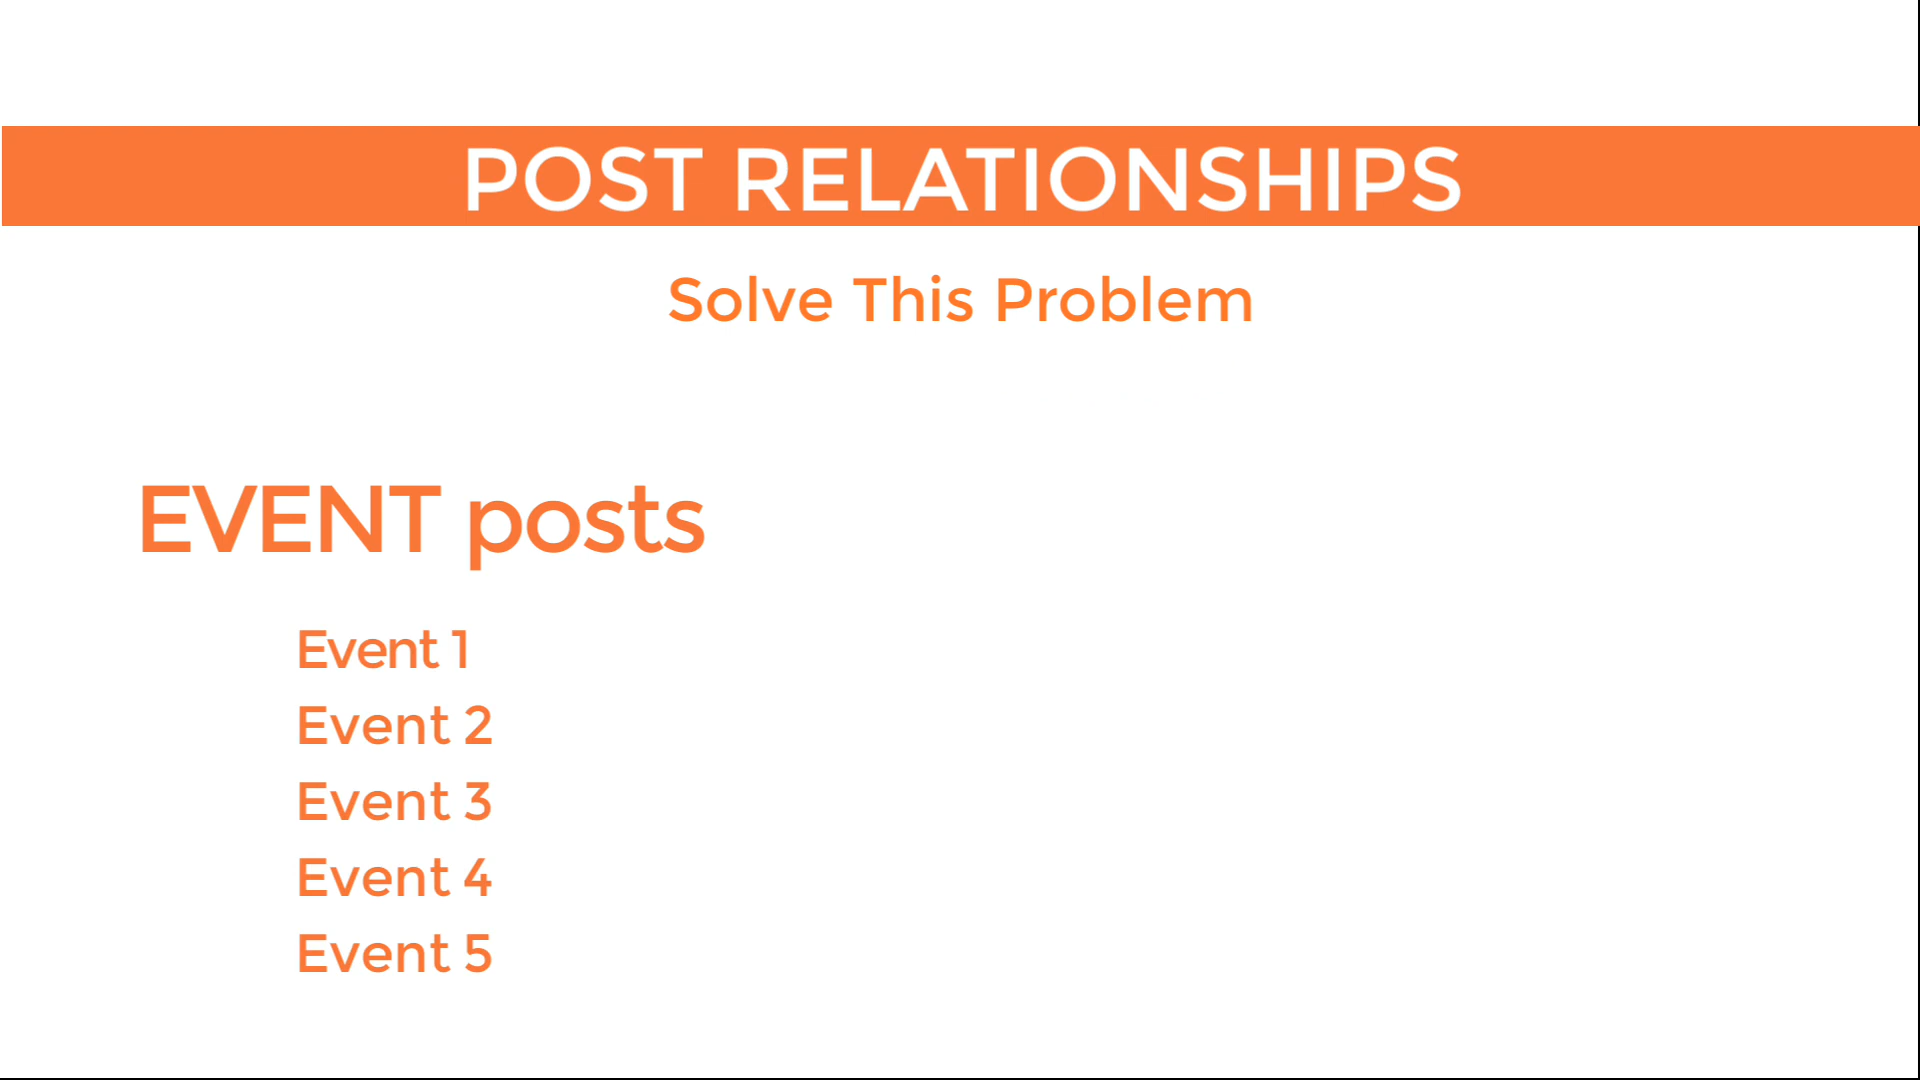 POST RELATIONSHIPS
Solve This Problem
EVENT posts
Event 1
Event 2
Event 3
Event 4
Event 5